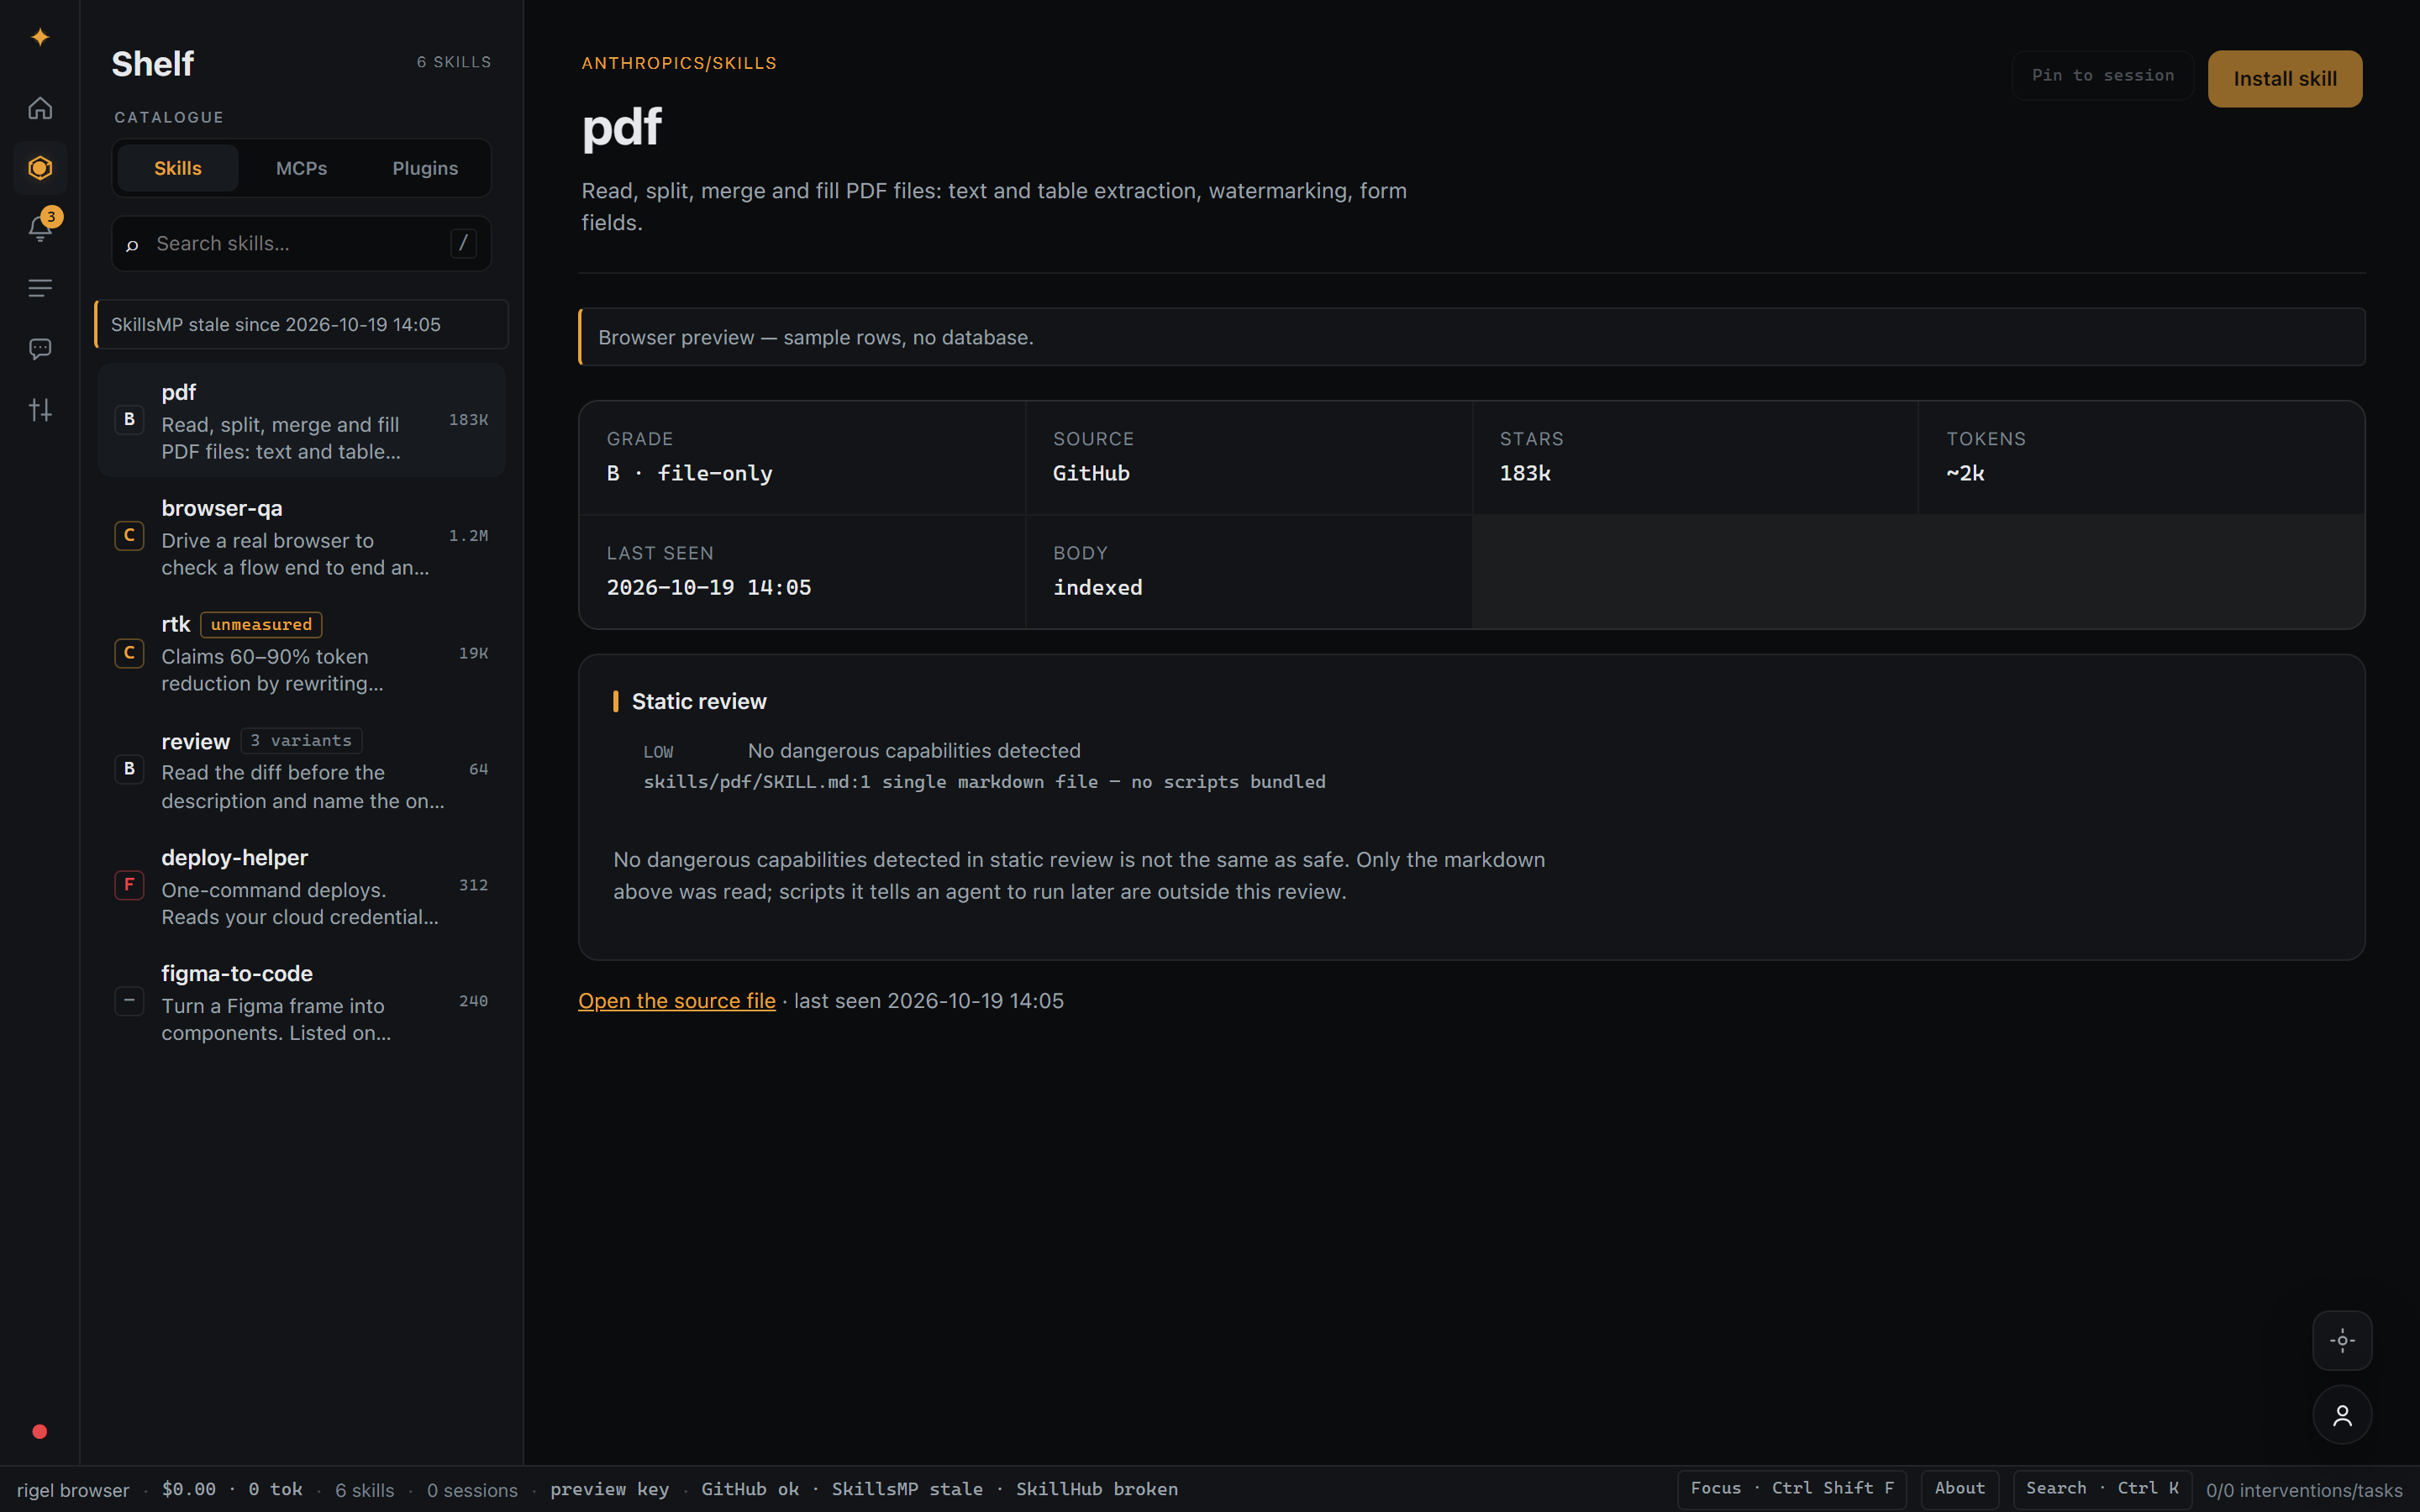 3
Shelf
6 SKILLS
CATALOGUE
Skills
MCPs
Plugins
Search skills...
/
SkillsMP stale since 2026-10-19 14:05
B
pdf
Read, split, merge and fill
PDF files: text and table...
183K
C
browser-qa
Drive a real browser to
check a flow end to end an...
1.2M
C
rtk
unmeasured
Claims 60–90% token
reduction by rewriting...
19K
B
review
3 variants
Read the diff before the
description and name the on...
64
F
deploy-helper
One-command deploys.
Reads your cloud credential...
312
—
figma-to-code
Turn a Figma frame into
components. Listed on...
240
ANTHROPICS/SKILLS
pdf
Read, split, merge and fill PDF files: text and table extraction, watermarking, form
fields.
Pin to session
Install skill
Browser preview — sample rows, no database.
GRADE
B · file-only
SOURCE
GitHub
STARS
183k
TOKENS
~2k
LAST SEEN
2026-10-19 14:05
BODY
indexed
Static review
LOW No dangerous capabilities detected
skills/pdf/SKILL.md:1 single markdown file — no scripts bundled
No dangerous capabilities detected in static review is not the same as safe. Only the markdown
above was read; scripts it tells an agent to run later are outside this review.
Open the source file · last seen 2026-10-19 14:05
rigel browser · $0.00 · 0 tok · 6 skills · 0 sessions · preview key · GitHub ok · SkillsMP stale · SkillHub broken
Focus · Ctrl Shift F
About
Search · Ctrl K
0/0 interventions/tasks